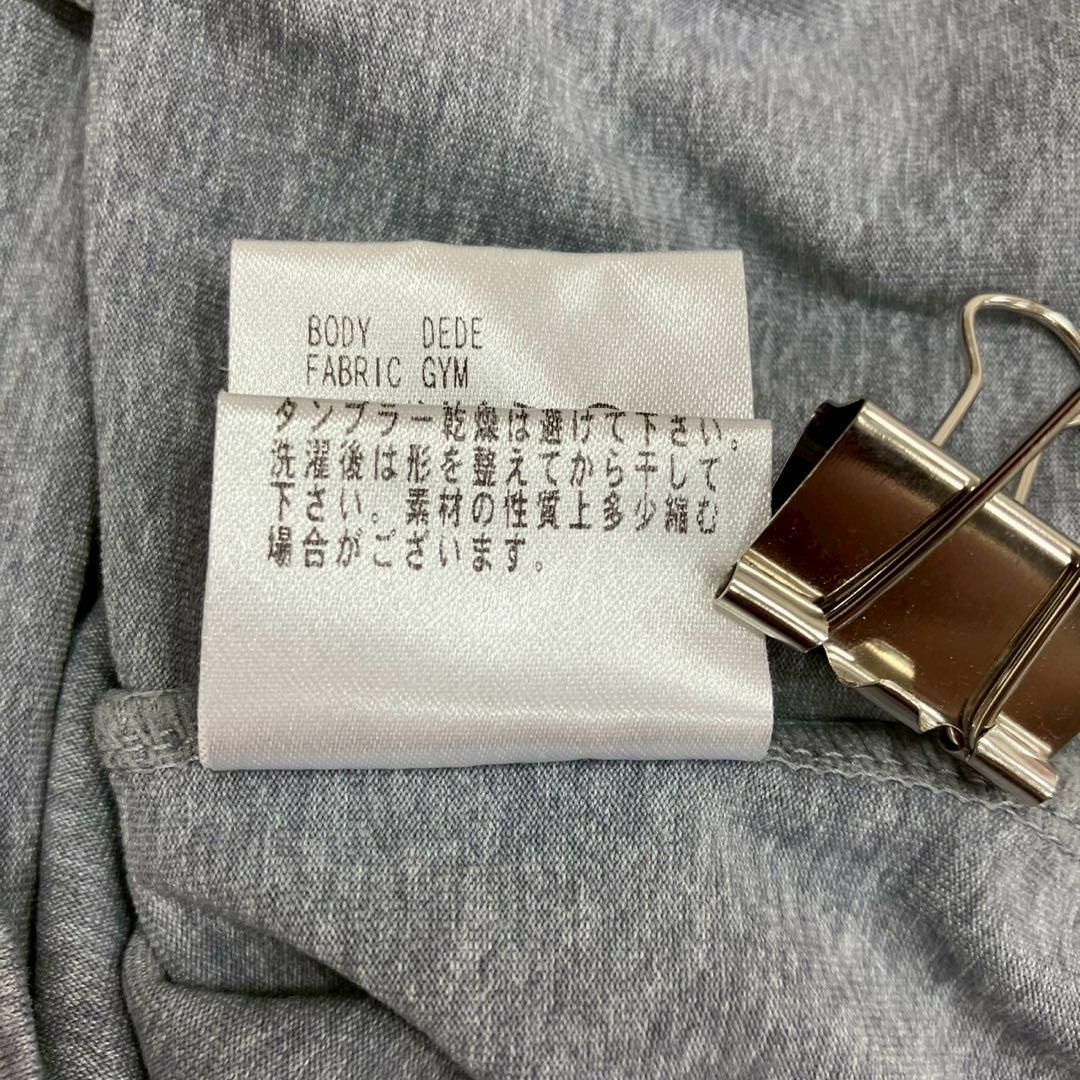 BODY DEDE
FABRIC GYM
タンブラー乾燥は避けて下さい。
洗濯後は形を整えてから干して
下さい。素材の性質上多少縮む
場合がございます。